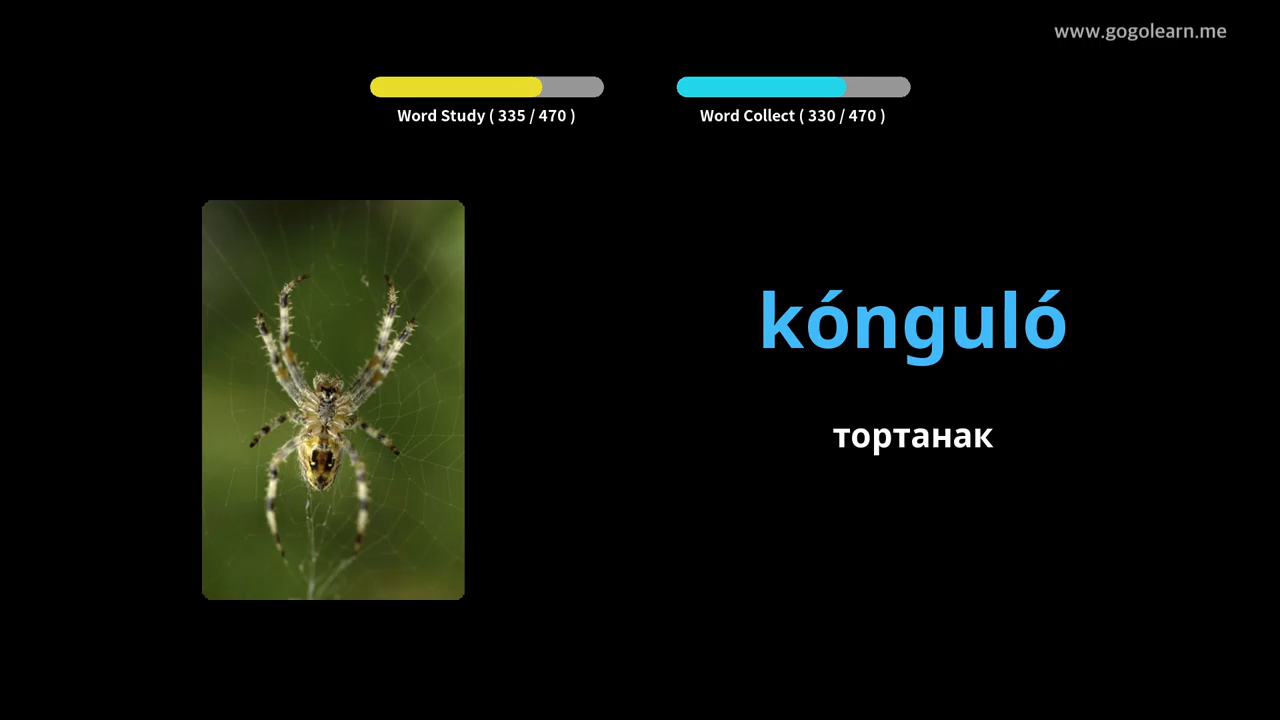 www.gogolearn.me
Word Study ( 335 / 470 )
Word Collect ( 330 / 470 )
kónguló
тортанак